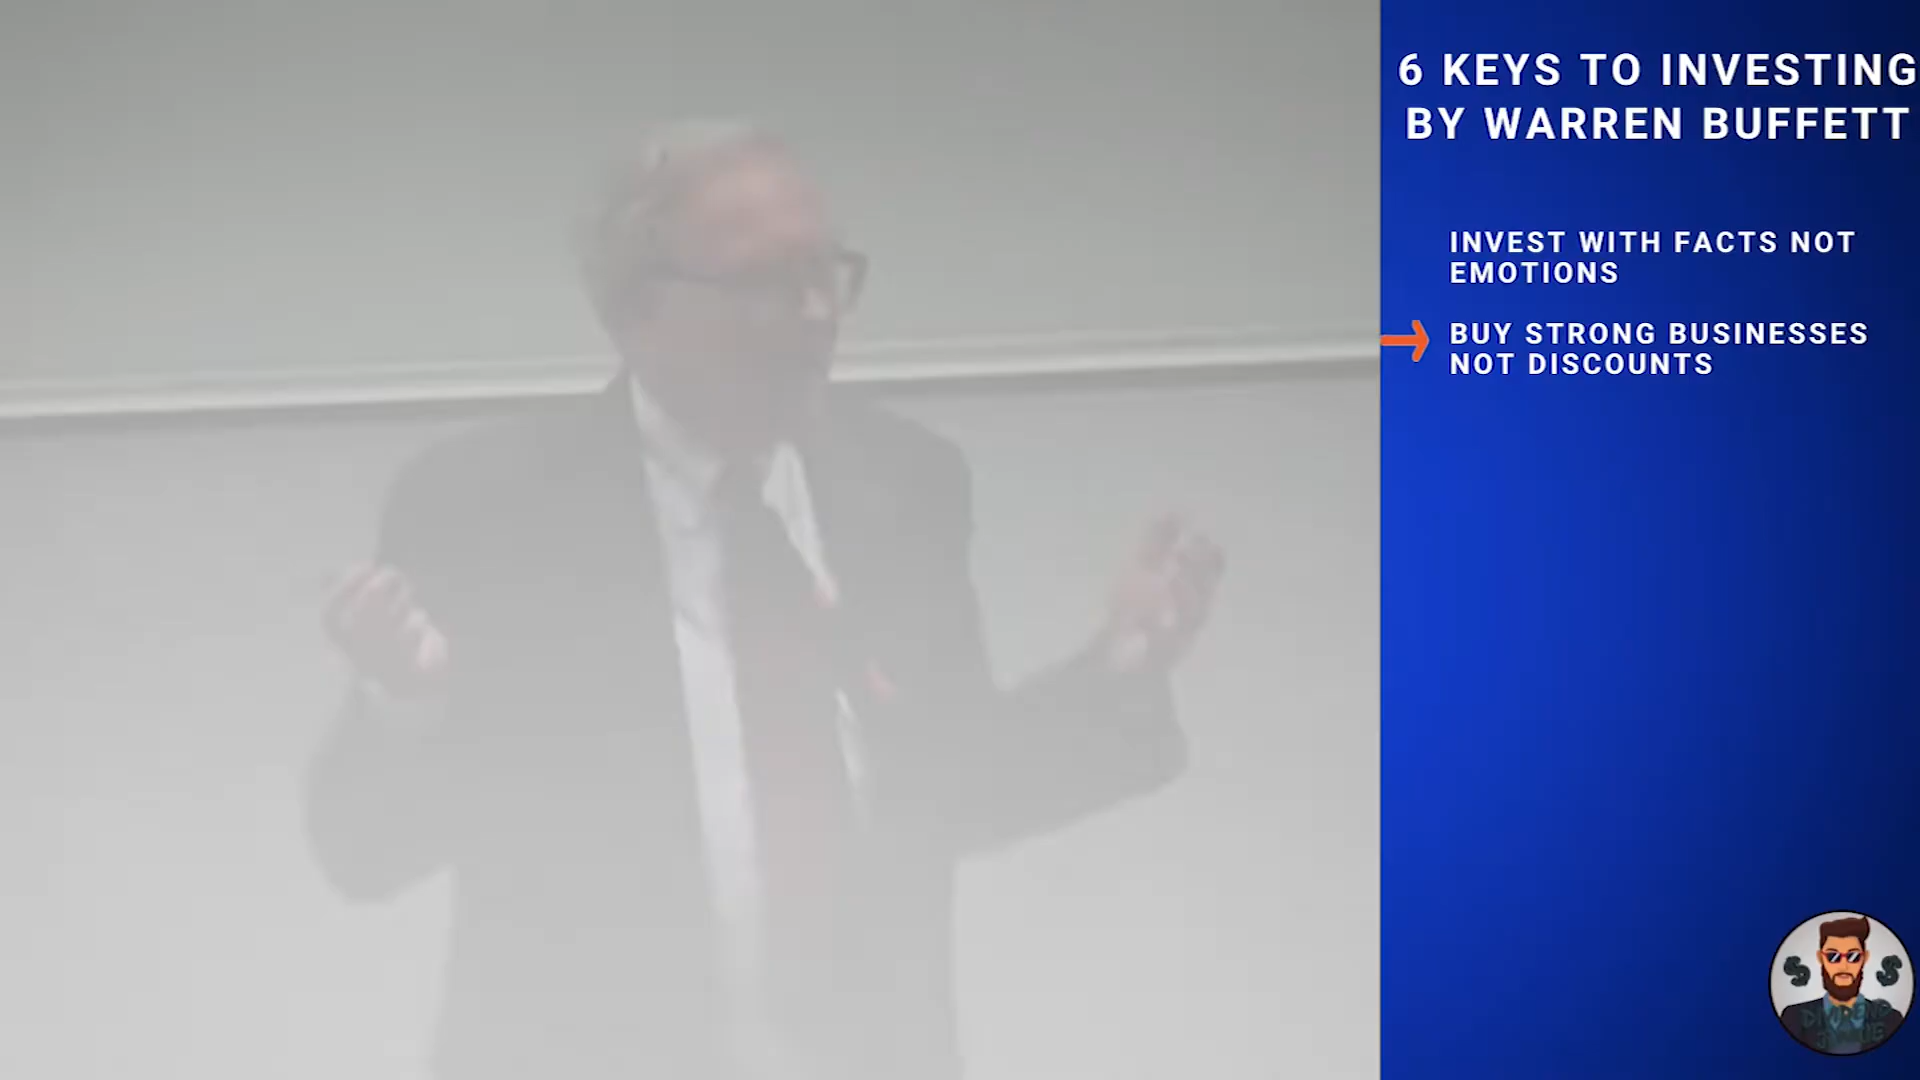 6 KEYS TO INVESTING
BY WARREN BUFFETT
INVEST WITH FACTS NOT
EMOTIONS
BUY STRONG BUSINESSES
NOT DISCOUNTS